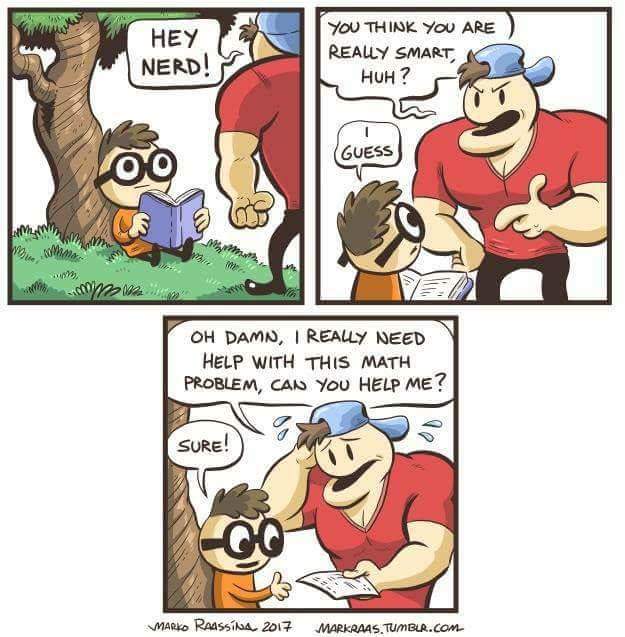 HEY
NERD!
YOU THINK YOU ARE
REALLY SMART,
HUH?
I
GUESS
OH DAMN, I REALLY NEED
HELP WITH THIS MATH
PROBLEM, CAN YOU HELP ME?
SURE!
MARKO RAASSINA 2017 MARKRAAS.TUMBLR.COM